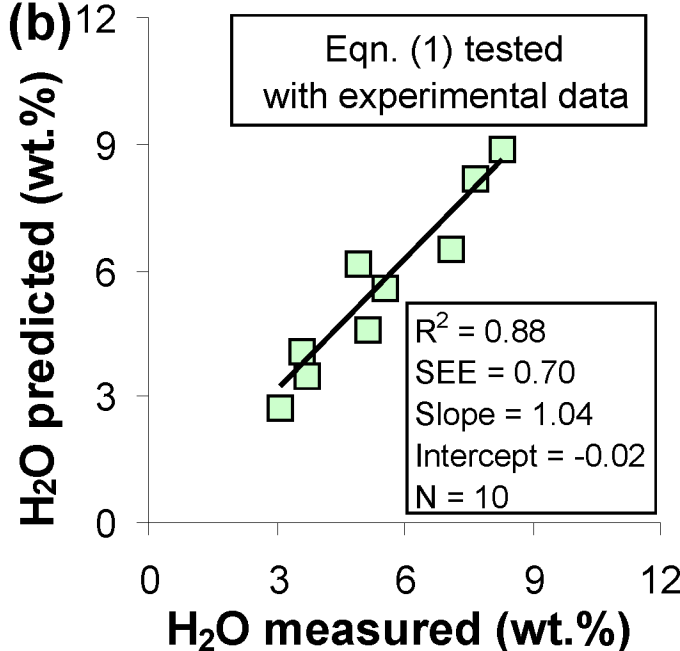 (b)
Eqn. (1) tested
with experimental data
H₂O predicted (wt.%)
12
9
6
3
0
R² = 0.88
SEE = 0.70
Slope = 1.04
Intercept = -0.02
N = 10
0 3 6 9 12
H₂O measured (wt.%)